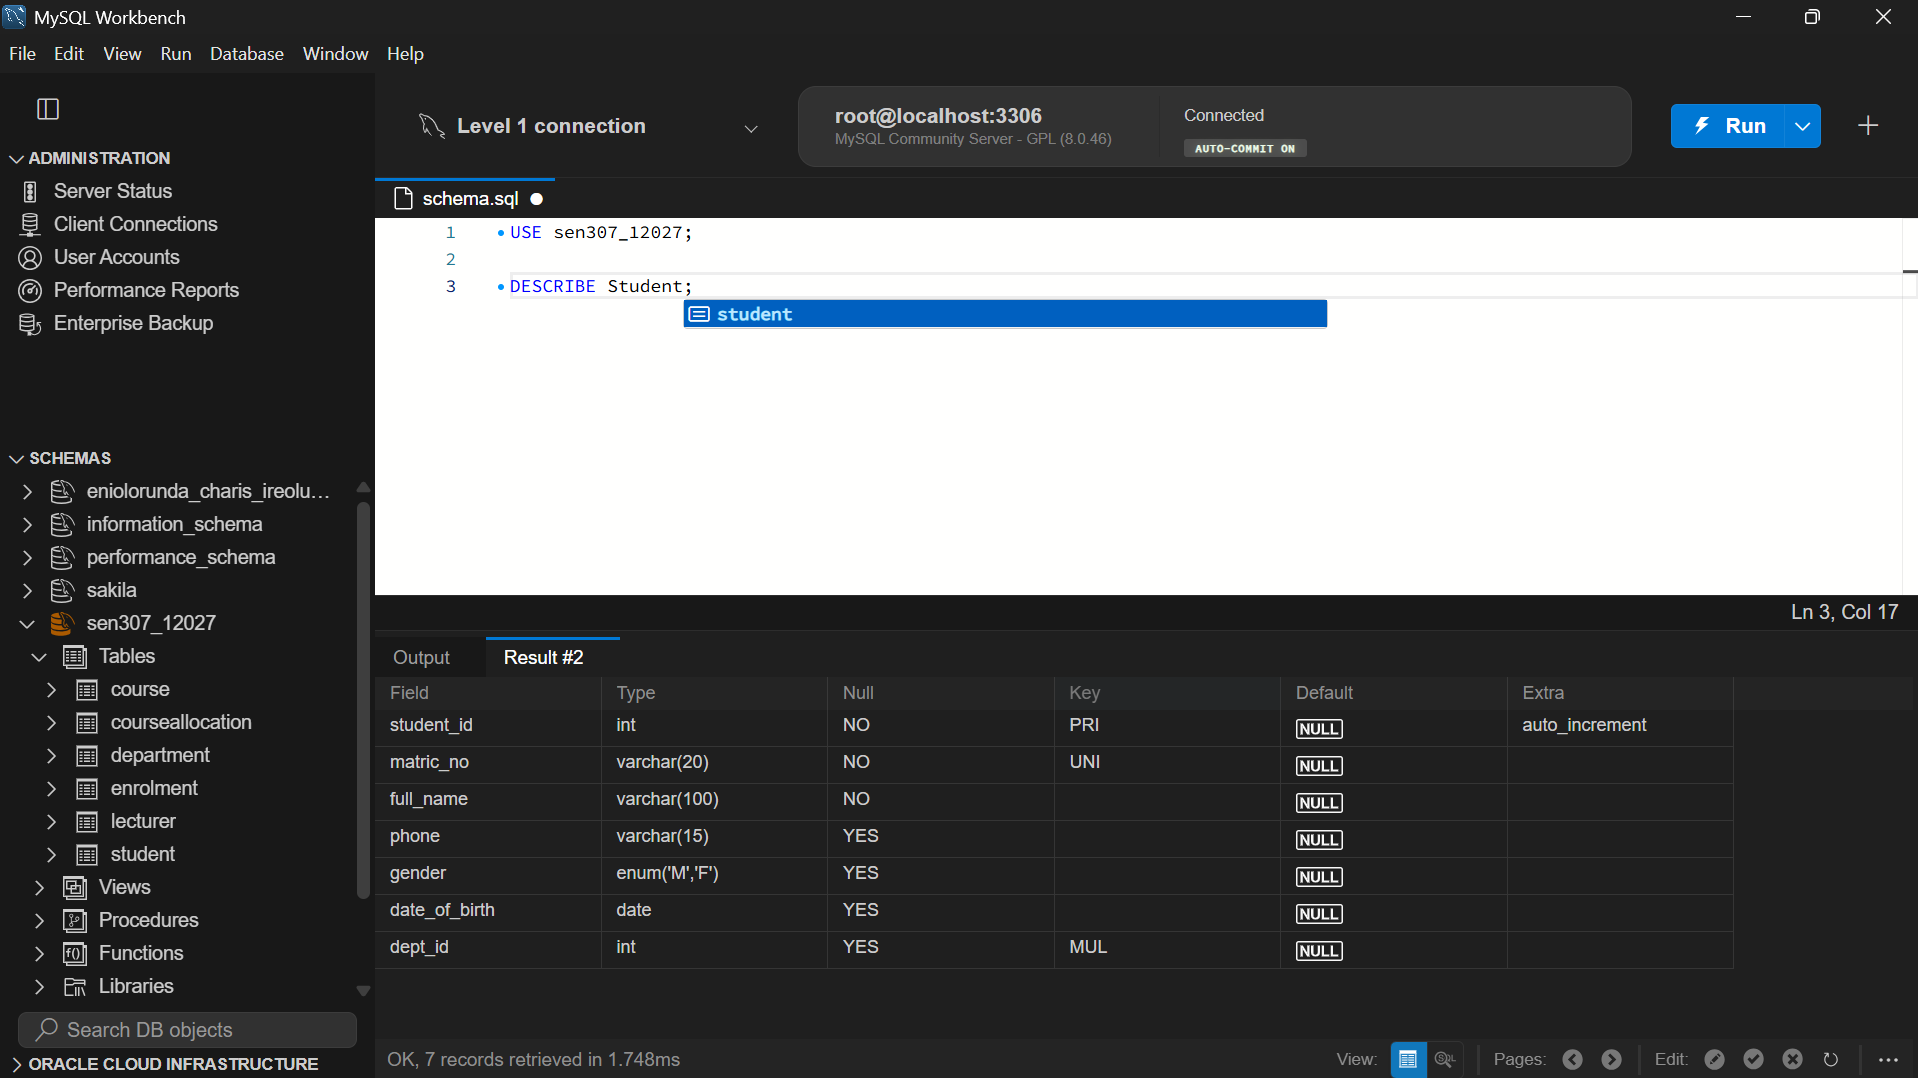 MySQL Workbench
File Edit View Run Database Window Help
Level 1 connection
root@localhost:3306
MySQL Community Server - GPL (8.0.46)
Connected
AUTO-COMMIT ON
Run
ADMINISTRATION
Server Status
Client Connections
User Accounts
Performance Reports
Enterprise Backup
SCHEMAS
eniolorunda_charis_ireolu...
information_schema
performance_schema
sakila
sen307_12027
Tables
course
courseallocation
department
enrolment
lecturer
student
Views
Procedures
Functions
Libraries
Search DB objects
ORACLE CLOUD INFRASTRUCTURE
schema.sql
1 USE sen307_12027;
2
3 DESCRIBE Student;
student
Ln 3, Col 17
Output Result #2
Field Type Null Key Default Extra
student_id int NO PRI NULL auto_increment
matric_no varchar(20) NO UNI NULL
full_name varchar(100) NO NULL
phone varchar(15) YES NULL
gender enum('M','F') YES NULL
date_of_birth date YES NULL
dept_id int YES MUL NULL
OK, 7 records retrieved in 1.748ms
View: SQL Pages: Edit: